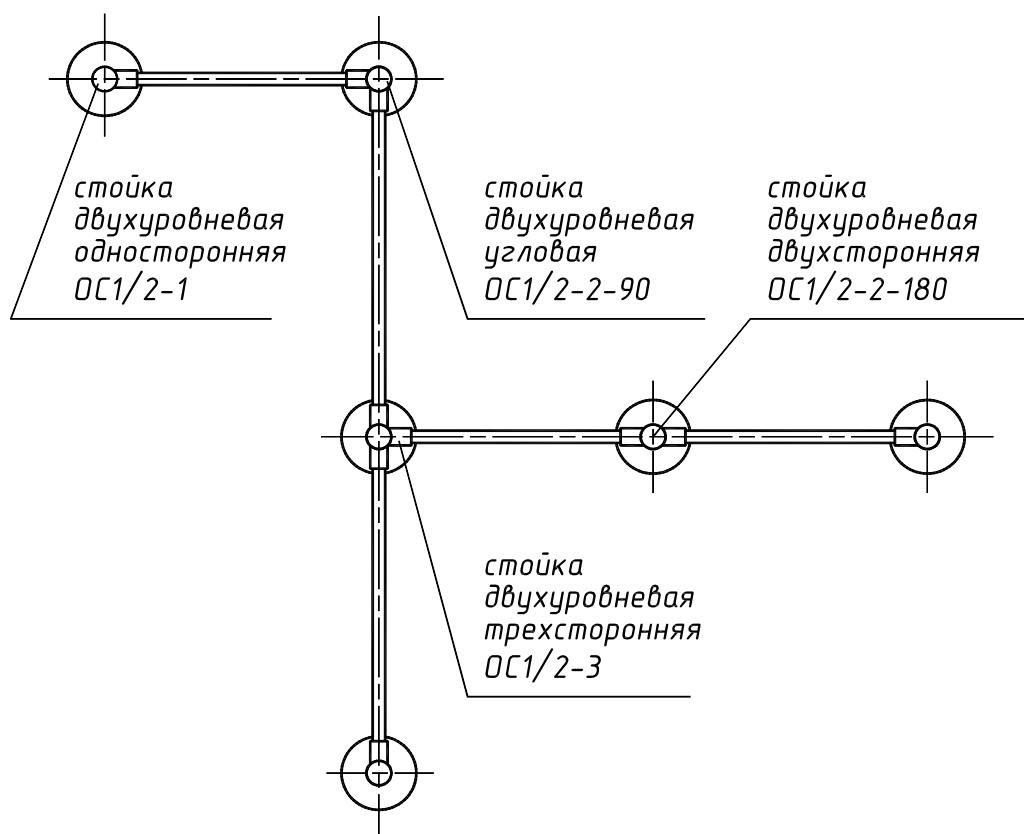 стойка
двухуровневая
односторонняя
ОС1/2-1
стойка
двухуровневая
угловая
ОС1/2-2-90
стойка
двухуровневая
двухсторонняя
ОС1/2-2-180
стойка
двухуровневая
трехсторонняя
ОС1/2-3